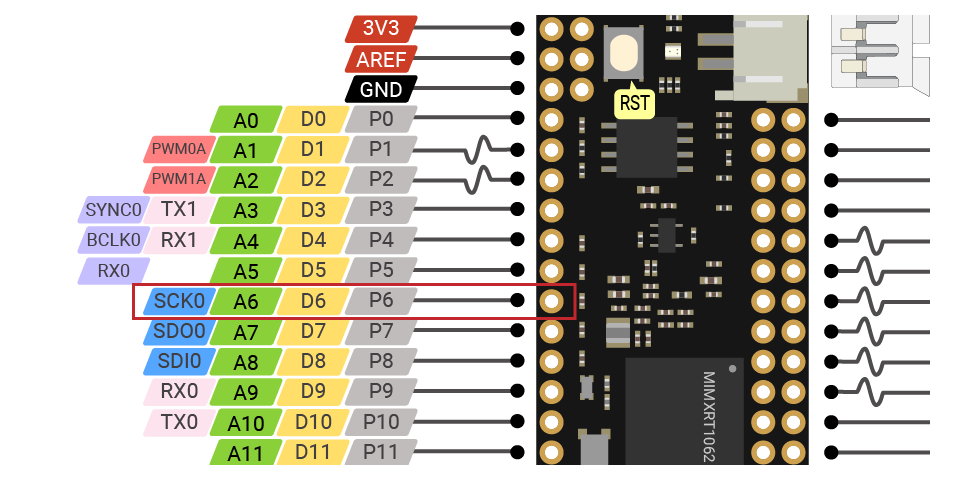 3V3
AREF
GND
RST
A0 D0 P0
PWM0A A1 D1 P1
PWM1A A2 D2 P2
SYNC0 TX1 A3 D3 P3
BCLK0 RX1 A4 D4 P4
RX0 A5 D5 P5
SCK0 A6 D6 P6
SDO0 A7 D7 P7
SDI0 A8 D8 P8
RX0 A9 D9 P9
TX0 A10 D10 P10
A11 D11 P11
MIMXRT1062